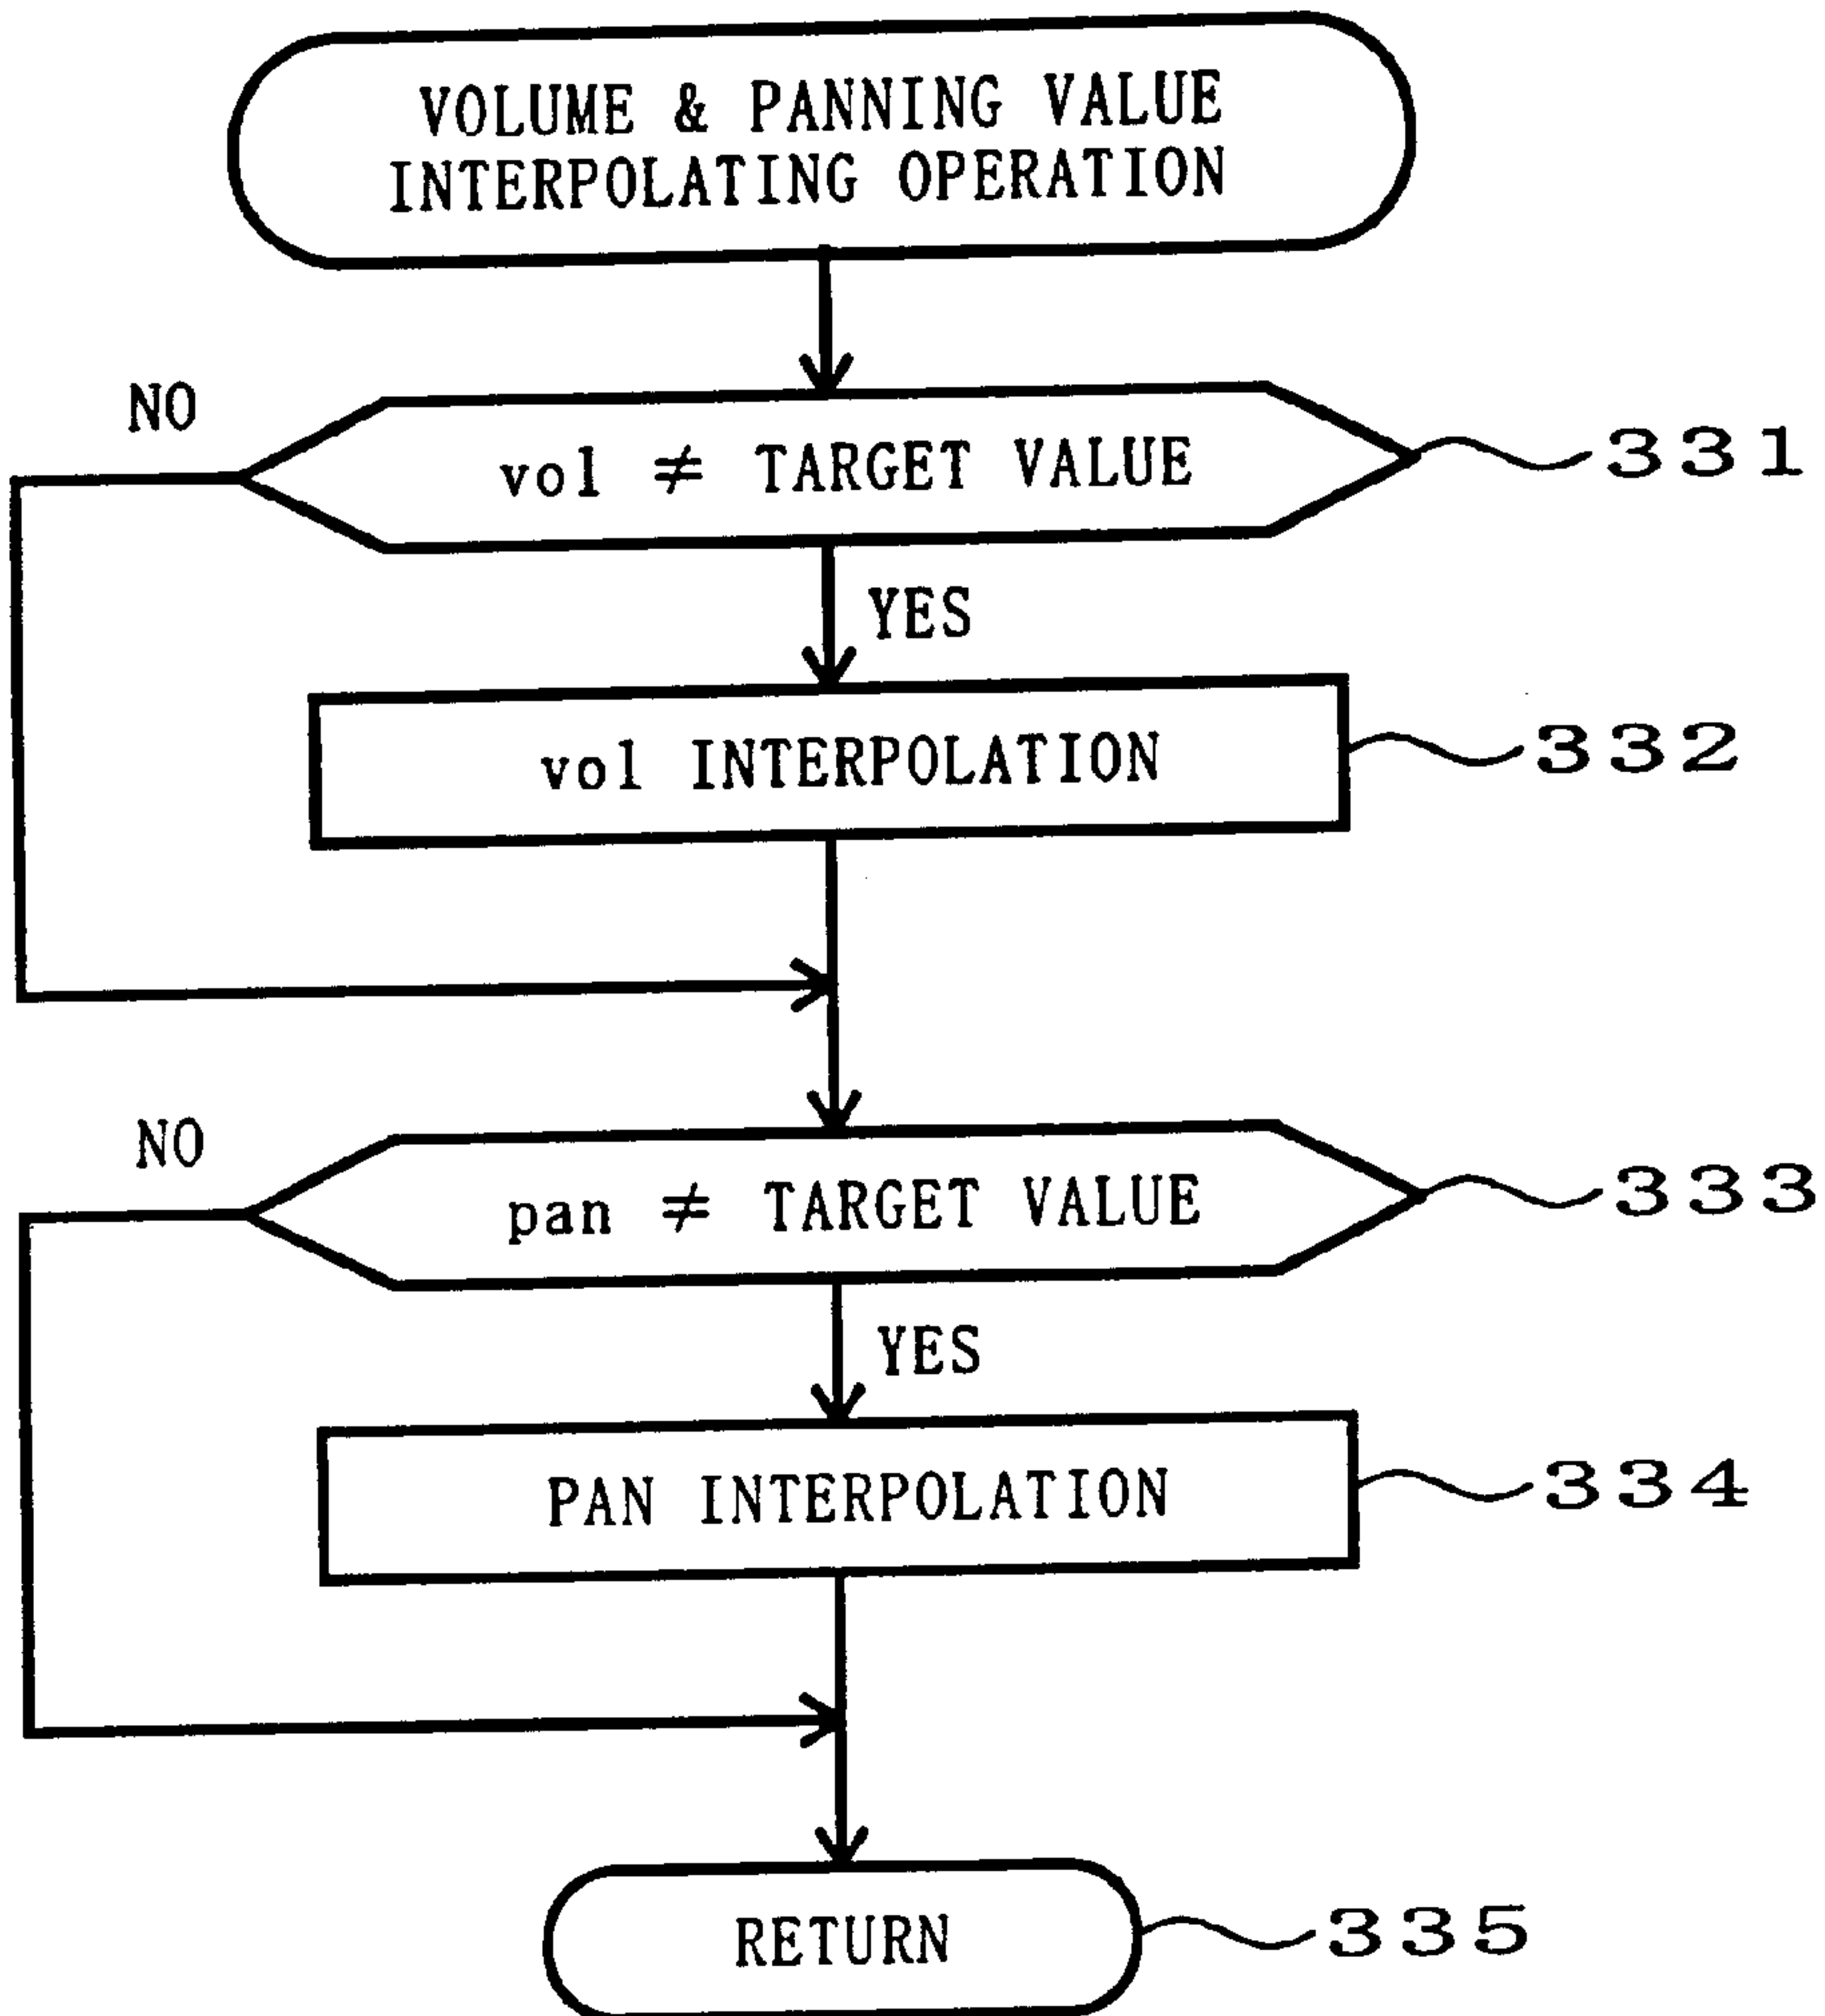 VOLUME & PANNING VALUE
INTERPOLATING OPERATION
NO
vol ≠ TARGET VALUE
331
YES
vol INTERPOLATION
332
NO
pan ≠ TARGET VALUE
333
YES
PAN INTERPOLATION
334
RETURN
335